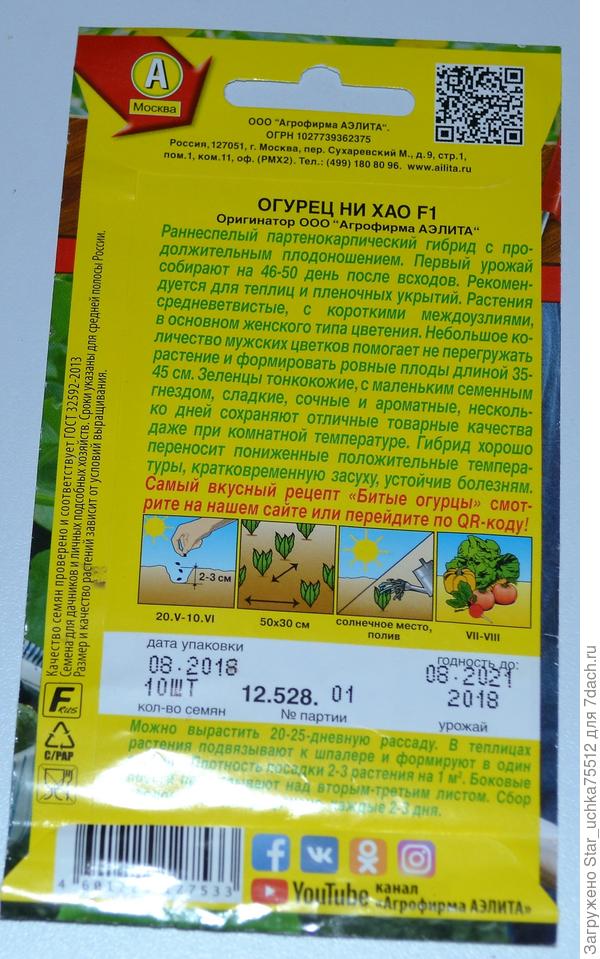 А
Москва
ООО "Агрофирма АЭЛИТА".
ОГРН 1027739362375
Россия, 127051, г. Москва, пер. Сухаревский М., д.9, стр.1,
пом.1, ком.11, оф. (РМХ2). Тел.: (499) 180 80 96. www.ailita.ru
ОГУРЕЦ НИ ХАО F1
Оригинатор ООО "Агрофирма АЭЛИТА"
Раннеспелый партенокарпический гибрид с про-
должительным плодоношением. Первый урожай
собирают на 46-50 день после всходов. Рекомен-
дуется для теплиц и пленочных укрытий. Растения
средневетвистые, с короткими междоузлиями,
в основном женского типа цветения. Небольшое ко-
личество мужских цветков помогает не перегружать
растение и формировать ровные плоды длиной 35-
45 см. Зеленцы тонкокожие, с маленьким семенным
гнездом, сладкие, сочные и ароматные, несколь-
ко дней сохраняют отличные товарные качества
даже при комнатной температуре. Гибрид хорошо
переносит пониженные положительные темпера-
туры, кратковременную засуху, устойчив болезням.
Самый вкусный рецепт «Битые огурцы» смот-
рите на нашем сайте или перейдите по QR-коду!
2-3 см
20.V-10.VI
50x30 см
солнечное место,
полив
VII-VIII
дата упаковки
08.2018
годность до:
08.2021
10ШТ
12.528. 01
2018
кол-во семян
№ партии
урожай
Можно вырастить 20-25-дневную рассаду. В теплицах
растения подвязывают к шпалере и формируют в один
Плотность посадки 2-3 растения на 1 м². Боковые
вают над вторым-третьим листом. Сбор
каждые 2-3 дня.
Качество семян проверено и соответствует ГОСТ 32592-2013
Семена для дачников и личных подсобных хозяйств. Сроки указаны для средней полосы России.
Размер и качество растений зависит от условий выращивания.
F RUS
C/PAP
YouTube канал
«Агрофирма АЭЛИТА»
Загружено Star_uchka75512 для 7dach.ru